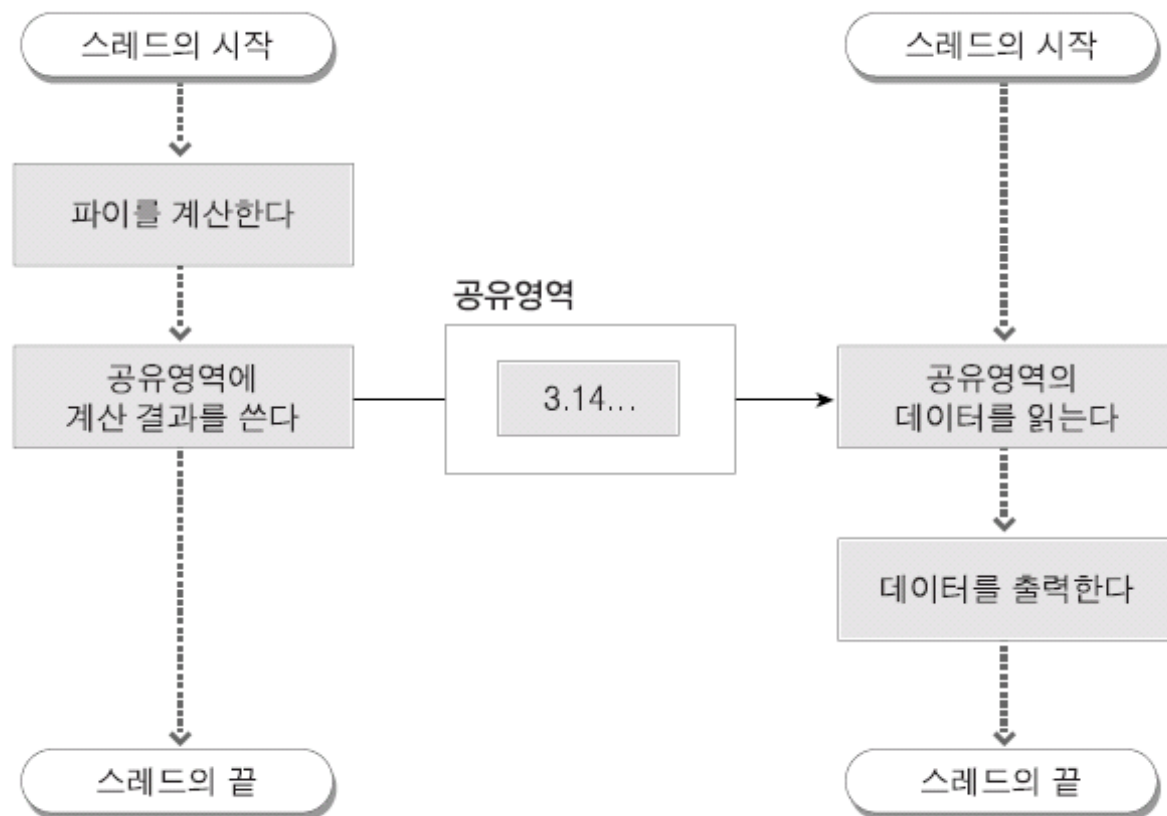 스레드의 시작
파이를 계산한다
공유영역에
계산 결과를 쓴다
스레드의 끝
공유영역
3.14...
스레드의 시작
공유영역의
데이터를 읽는다
데이터를 출력한다
스레드의 끝